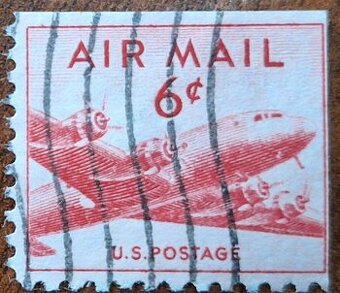 AIR MAIL
6¢
U.S. POSTAGE